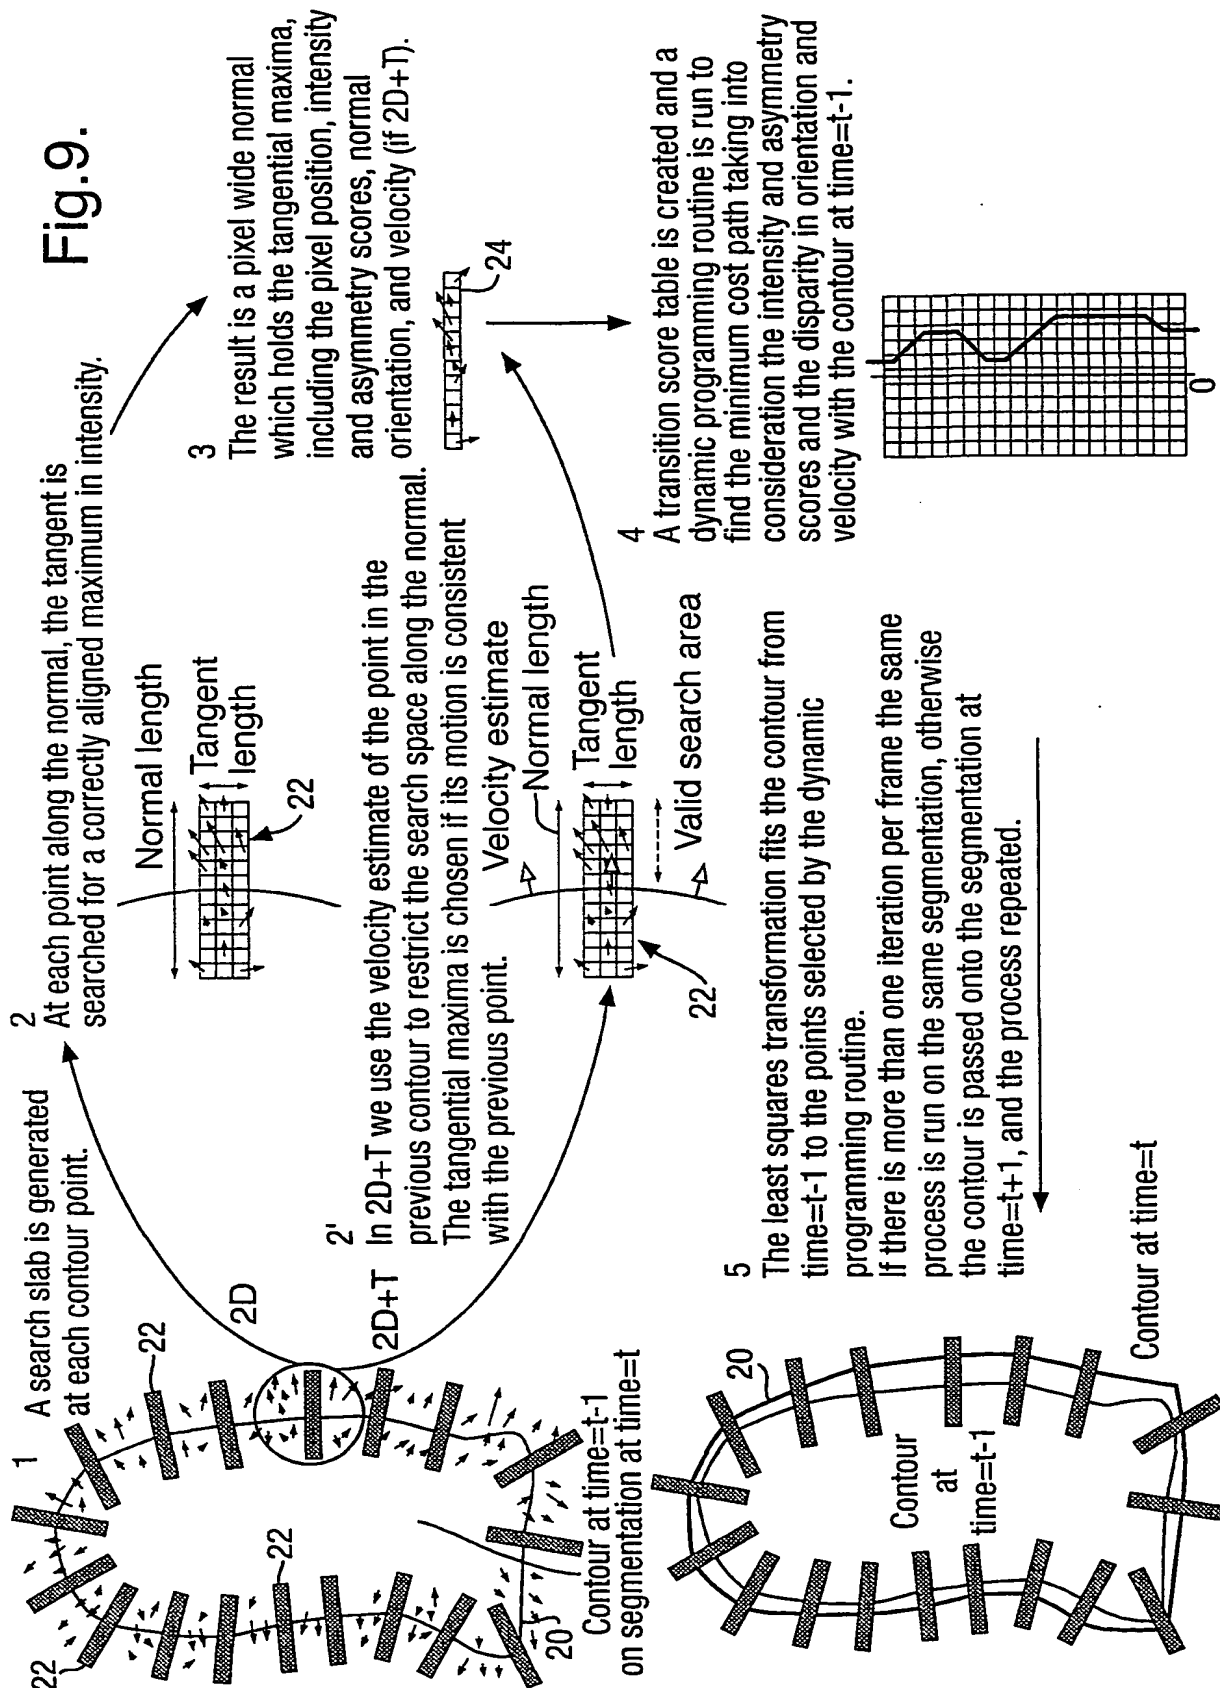 Fig.9.
1
A search slab is generated
at each contour point.
22
22
22
20
2D
2D+T
Contour at time=t-1
on segmentation at time=t
2
At each point along the normal, the tangent is
searched for a correctly aligned maximum in intensity.
Normal length
Tangent
length
22
2'
In 2D+T we use the velocity estimate of the point in the
previous contour to restrict the search space along the normal.
The tangential maxima is chosen if its motion is consistent
with the previous point.
Velocity estimate
Normal length
Tangent
length
Valid search area
22
3
The result is a pixel wide normal
which holds the tangential maxima,
including the pixel position, intensity
and asymmetry scores, normal
orientation, and velocity (if 2D+T).
24
4
A transition score table is created and a
dynamic programming routine is run to
find the minimum cost path taking into
consideration the intensity and asymmetry
scores and the disparity in orientation and
velocity with the contour at time=t-1.
0
5
The least squares transformation fits the contour from
time=t-1 to the points selected by the dynamic
programming routine.
If there is more than one iteration per frame the same
process is run on the same segmentation, otherwise
the contour is passed onto the segmentation at
time=t+1, and the process repeated.
20
Contour
at
time=t-1
Contour at time=t